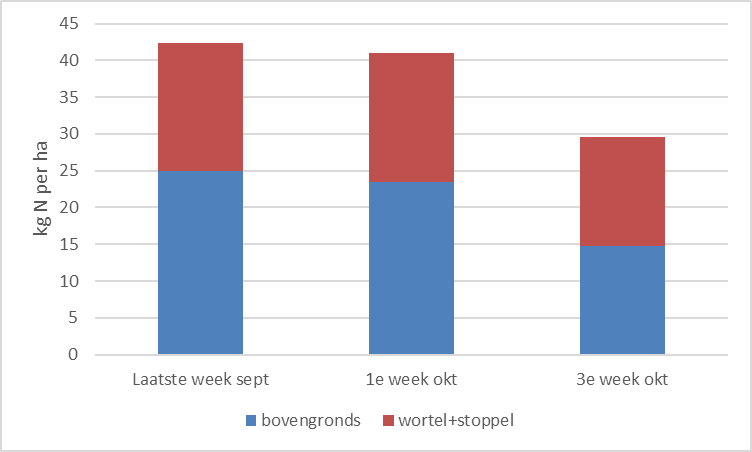 45
40
35
30
25
20
15
10
5
0
kg N per ha
Laatste week sept
1e week okt
3e week okt
bovengronds
wortel+stoppel